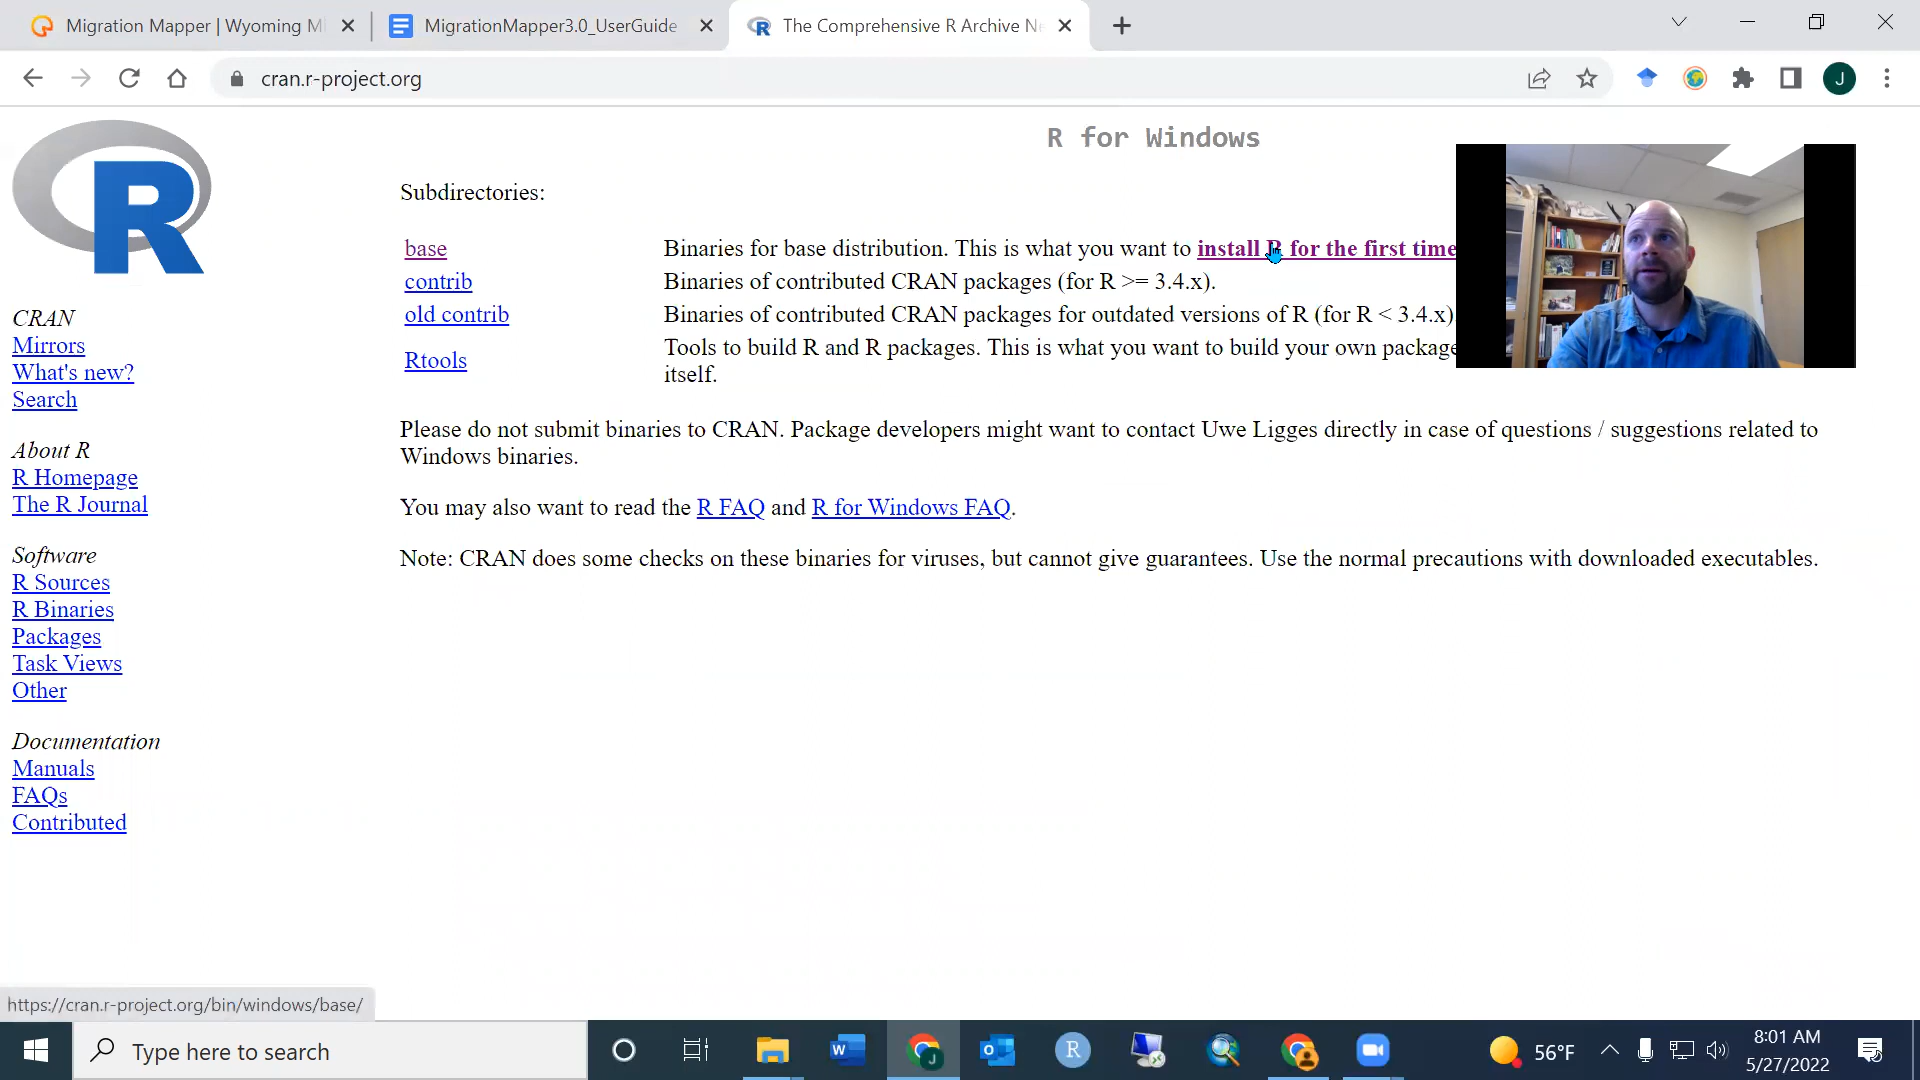 Migration Mapper | Wyoming Mi
MigrationMapper3.0_UserGuide
The Comprehensive R Archive Ne
cran.r-project.org
J
R
R for Windows
Subdirectories:
base Binaries for base distribution. This is what you want to install R for the first time
contrib Binaries of contributed CRAN packages (for R >= 3.4.x).
old contrib Binaries of contributed CRAN packages for outdated versions of R (for R < 3.4.x)
Rtools Tools to build R and R packages. This is what you want to build your own package
itself.
Please do not submit binaries to CRAN. Package developers might want to contact Uwe Ligges directly in case of questions / suggestions related to
Windows binaries.
You may also want to read the R FAQ and R for Windows FAQ.
Note: CRAN does some checks on these binaries for viruses, but cannot give guarantees. Use the normal precautions with downloaded executables.
CRAN
Mirrors
What's new?
Search
About R
R Homepage
The R Journal
Software
R Sources
R Binaries
Packages
Task Views
Other
Documentation
Manuals
FAQs
Contributed
https://cran.r-project.org/bin/windows/base/
Type here to search
56°F
8:01 AM
5/27/2022